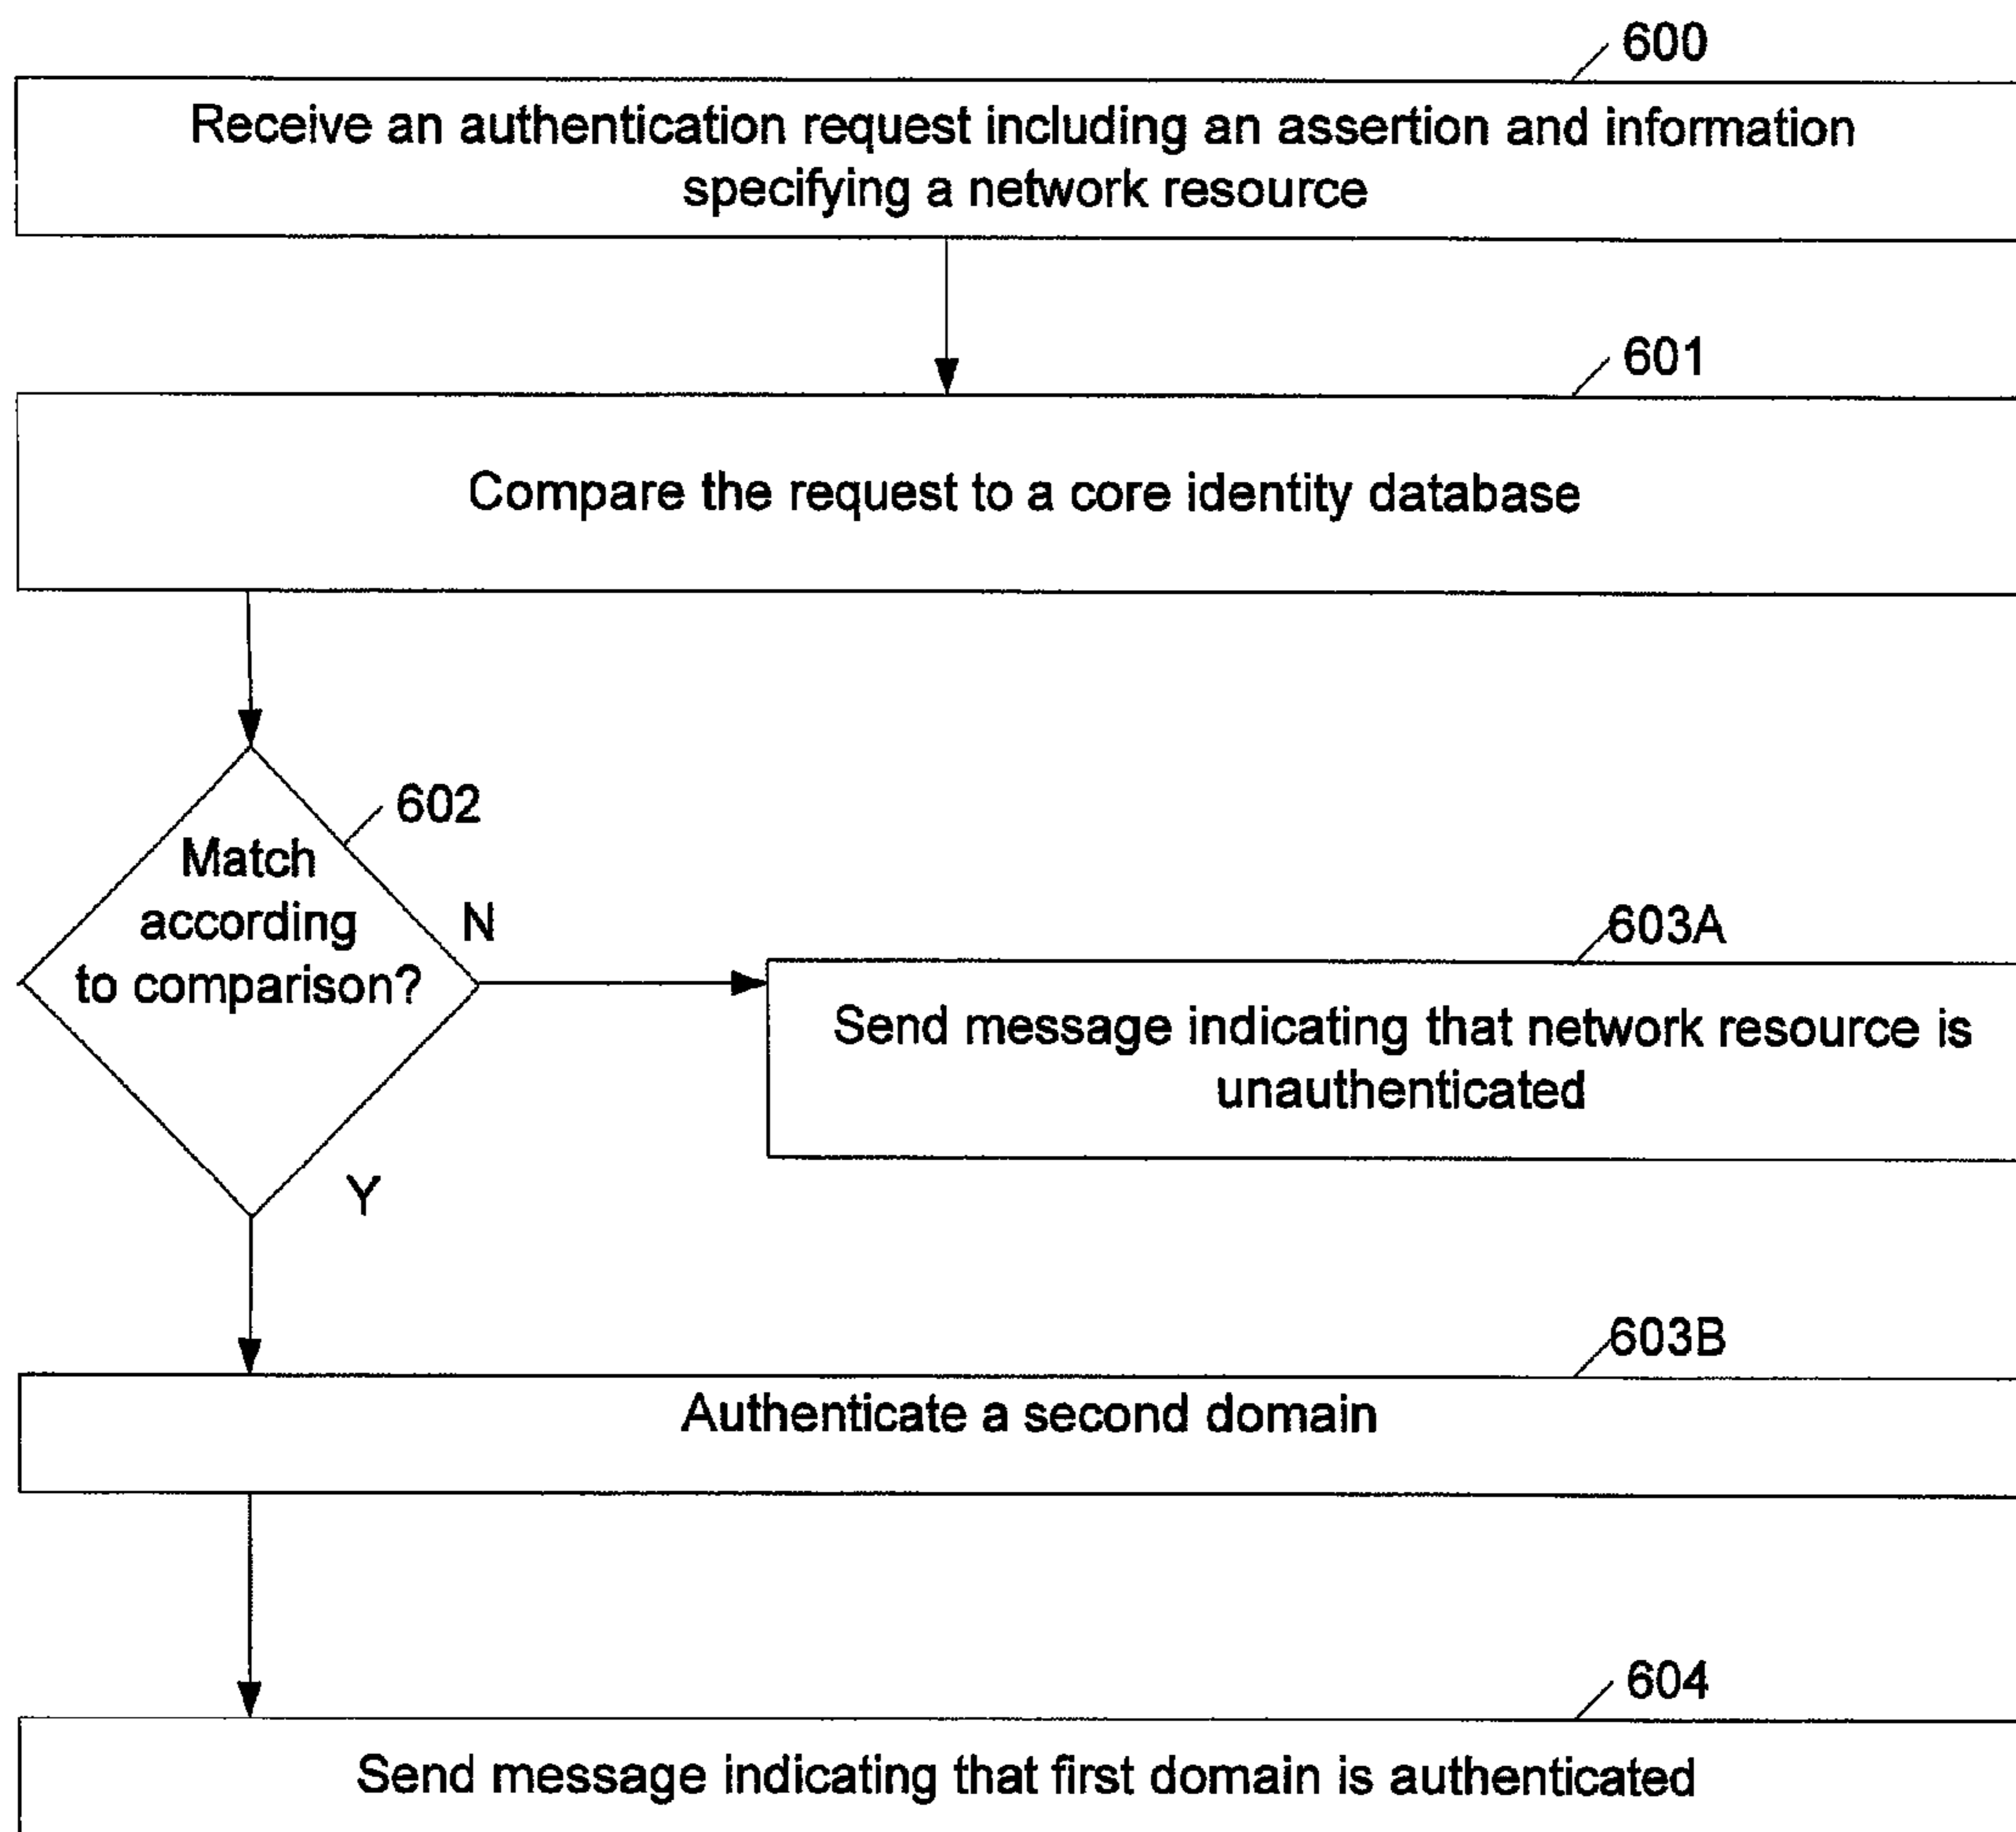 600
Receive an authentication request including an assertion and information
specifying a network resource
601
Compare the request to a core identity database
602
Match
according
to comparison?
N
603A
Send message indicating that network resource is
unauthenticated
Y
603B
Authenticate a second domain
604
Send message indicating that first domain is authenticated